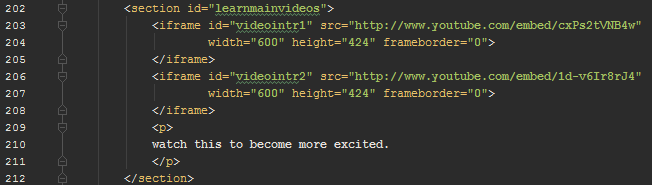 202 <section id="learnmainvideos">
203 <iframe id="videointr1" src="http://www.youtube.com/embed/cxPs2tVNB4w"
204 width="600" height="424" frameborder="0">
205 </iframe>
206 <iframe id="videointr2" src="http://www.youtube.com/embed/1d-v6Ir8rJ4"
207 width="600" height="424" frameborder="0">
208 </iframe>
209 <p>
210 watch this to become more excited.
211 </p>
212 </section>